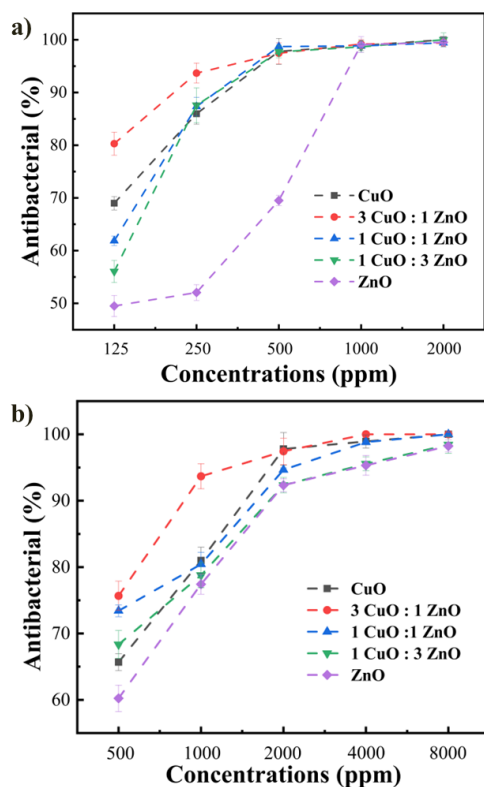 a)
100
90
80
70
60
50
Antibacterial (%)
CuO
3 CuO : 1 ZnO
1 CuO : 1 ZnO
1 CuO : 3 ZnO
ZnO
125 250 500 1000 2000
Concentrations (ppm)
b)
100
90
80
70
60
Antibacterial (%)
CuO
3 CuO : 1 ZnO
1 CuO :1 ZnO
1 CuO : 3 ZnO
ZnO
500 1000 2000 4000 8000
Concentrations (ppm)